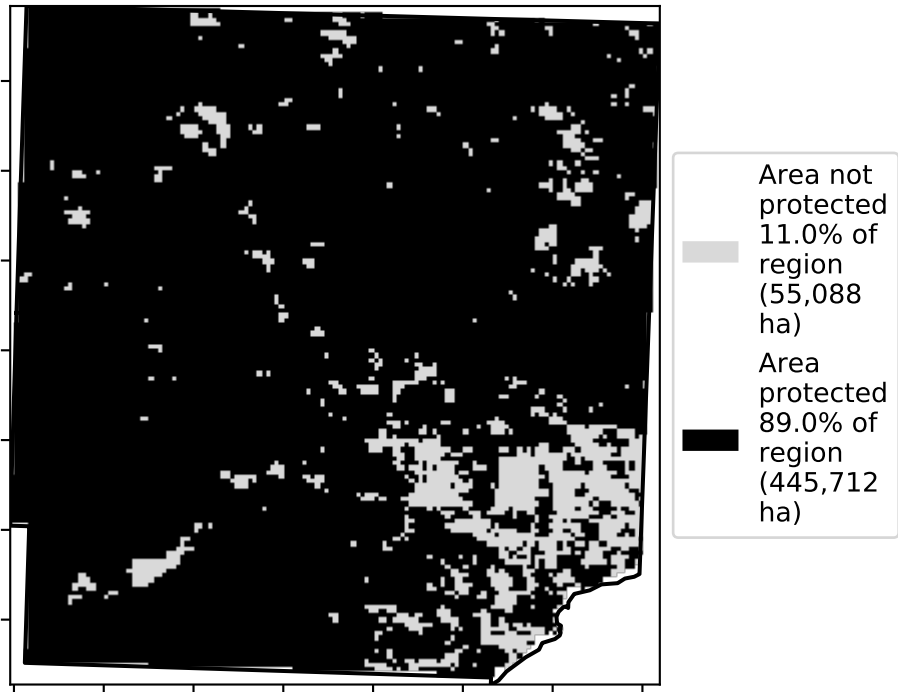 Area not
protected
11.0% of
region
(55,088
ha)
Area
protected
89.0% of
region
(445,712
ha)